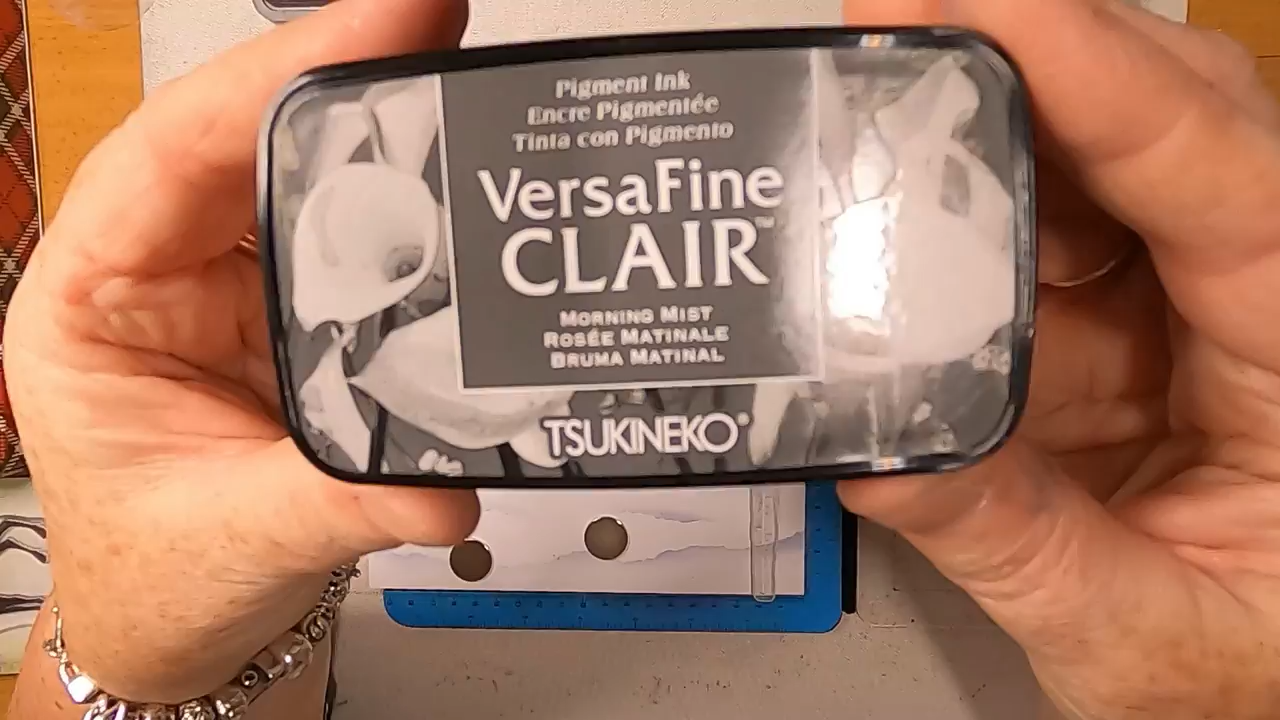 Pigment Ink
Encre Pigmentée
Tinta con Pigmento
VersaFine
CLAIR™
MORNING MIST
ROSÉE MATINALE
BRUMA MATINAL
TSUKINEKO®